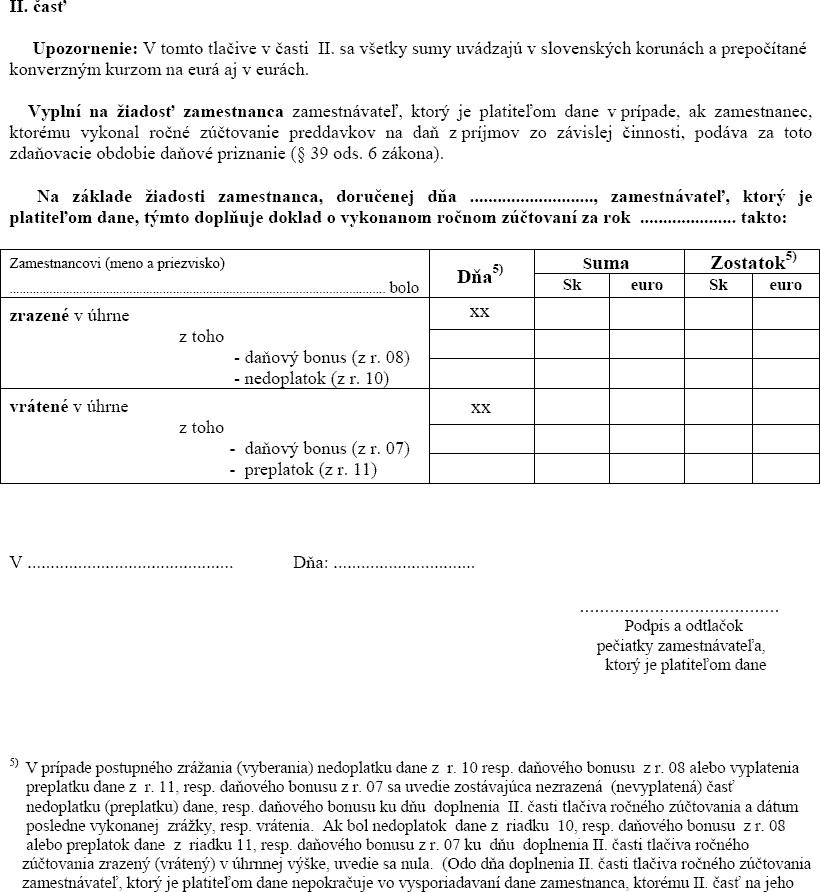 II. časť
Upozornenie: V tomto tlačive v časti II. sa všetky sumy uvádzajú v slovenských korunách a prepočítané
konverzným kurzom na eurá aj v eurách.
Vyplní na žiadosť zamestnanca zamestnávateľ, ktorý je platiteľom dane v prípade, ak zamestnanec,
ktorému vykonal ročné zúčtovanie preddavkov na daň z príjmov zo závislej činnosti, podáva za toto
zdaňovacie obdobie daňové priznanie (§ 39 ods. 6 zákona).
Na základe žiadosti zamestnanca, doručenej dňa ..........................., zamestnávateľ, ktorý je
platiteľom dane, týmto doplňuje doklad o vykonanom ročnom zúčtovaní za rok ..................... takto:
Zamestnancovi (meno a priezvisko)
.................................................................................................................. bolo
Dňa5)
Suma
Zostatok5)
Sk euro Sk euro
zrazené v úhrne xx
z toho
- daňový bonus (z r. 08)
- nedoplatok (z r. 10)
vrátené v úhrne xx
z toho
- daňový bonus (z r. 07)
- preplatok (z r. 11)
V ............................................. Dňa: ...............................
........................................
Podpis a odtlačok
pečiatky zamestnávateľa,
ktorý je platiteľom dane
5) V prípade postupného zrážania (vyberania) nedoplatku dane z r. 10 resp. daňového bonusu z r. 08 alebo vyplatenia
preplatku dane z r. 11, resp. daňového bonusu z r. 07 sa uvedie zostávajúca nezrazená (nevyplatená) časť
nedoplatku (preplatku) dane, resp. daňového bonusu ku dňu doplnenia II. časti tlačiva ročného zúčtovania a dátum
posledne vykonanej zrážky, resp. vrátenia. Ak bol nedoplatok dane z riadku 10, resp. daňového bonusu z r. 08
alebo preplatok dane z riadku 11, resp. daňového bonusu z r. 07 ku dňu doplnenia II. časti tlačiva ročného
zúčtovania zrazený (vrátený) v úhrnnej výške, uvedie sa nula. (Odo dňa doplnenia II. časti tlačiva ročného zúčtovania
zamestnávateľ, ktorý je platiteľom dane nepokračuje vo vysporiadavaní dane zamestnanca, ktorému II. časť na jeho